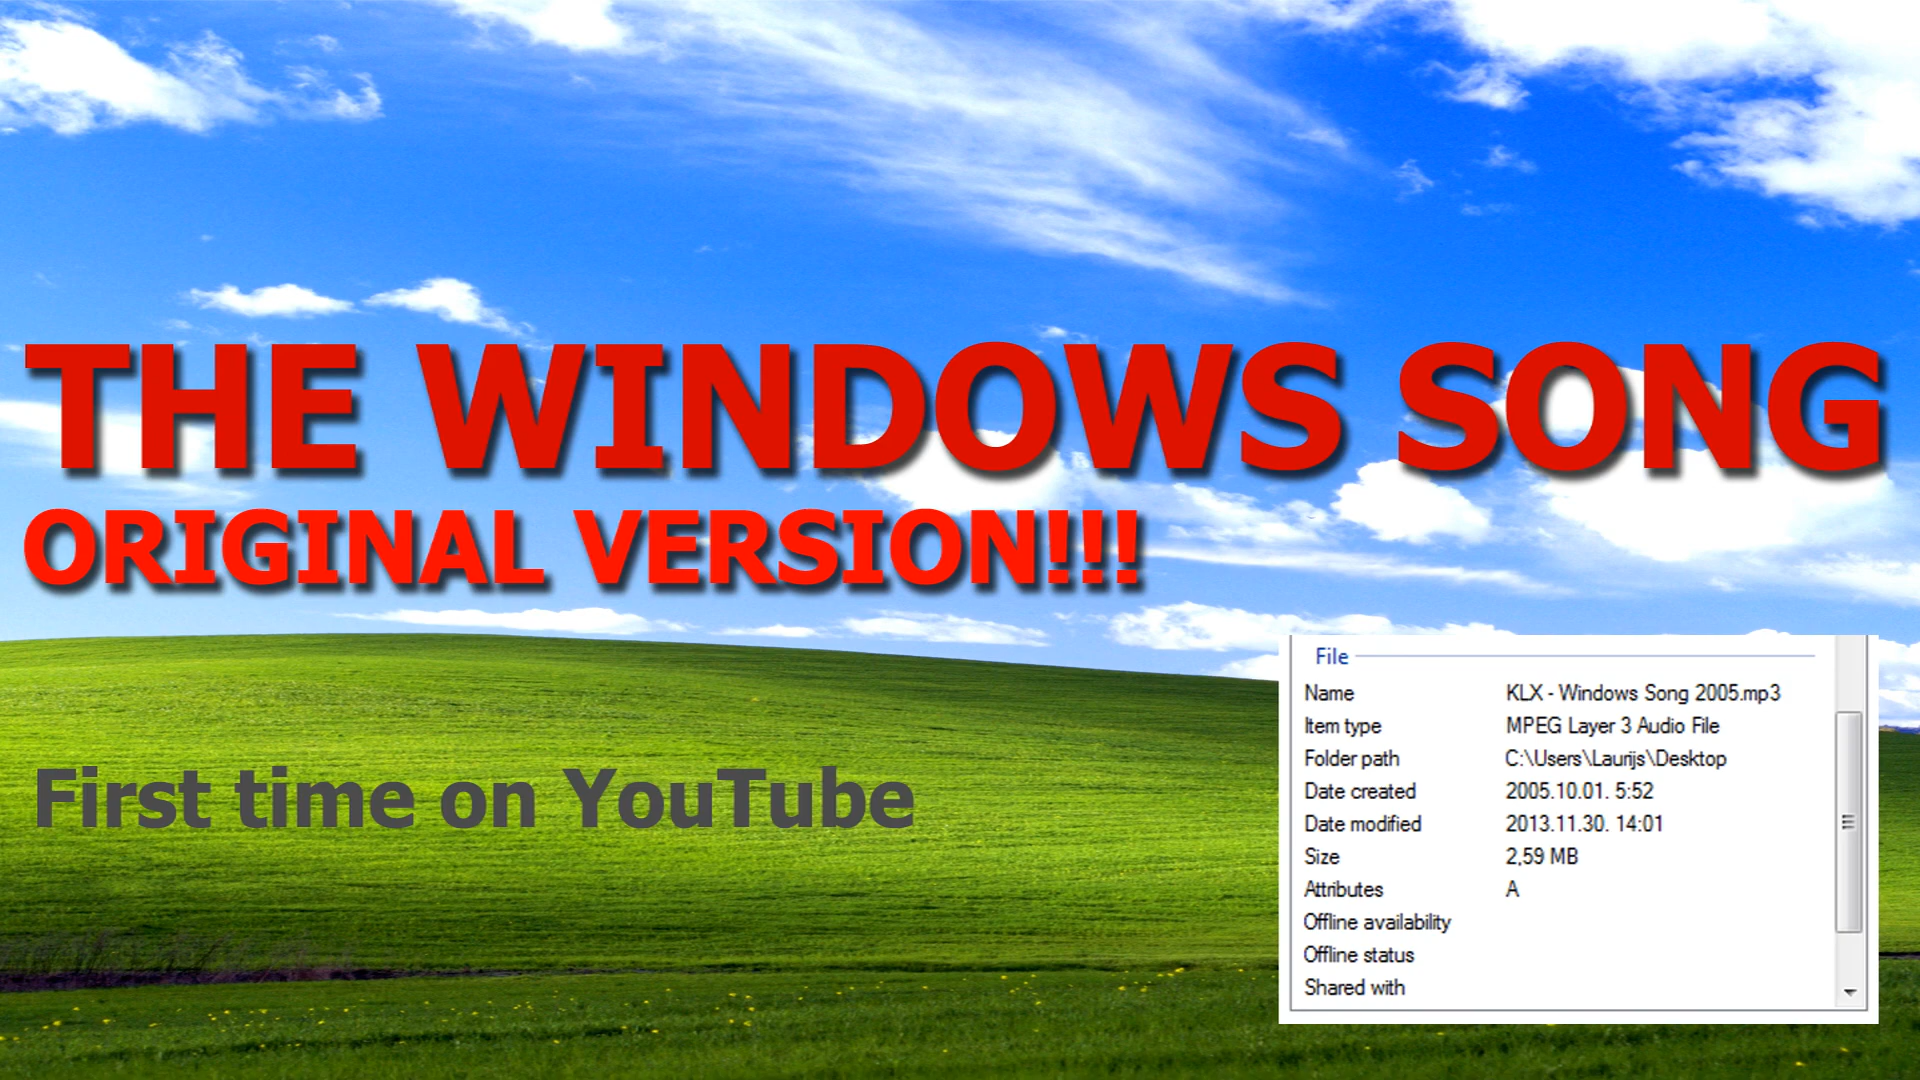 THE WINDOWS SONG
ORIGINAL VERSION!!!
First time on YouTube
File
Name KLX - Windows Song 2005.mp3
Item type MPEG Layer 3 Audio File
Folder path C:\Users\Laurijs\Desktop
Date created 2005.10.01. 5:52
Date modified 2013.11.30. 14:01
Size 2,59 MB
Attributes A
Offline availability
Offline status
Shared with